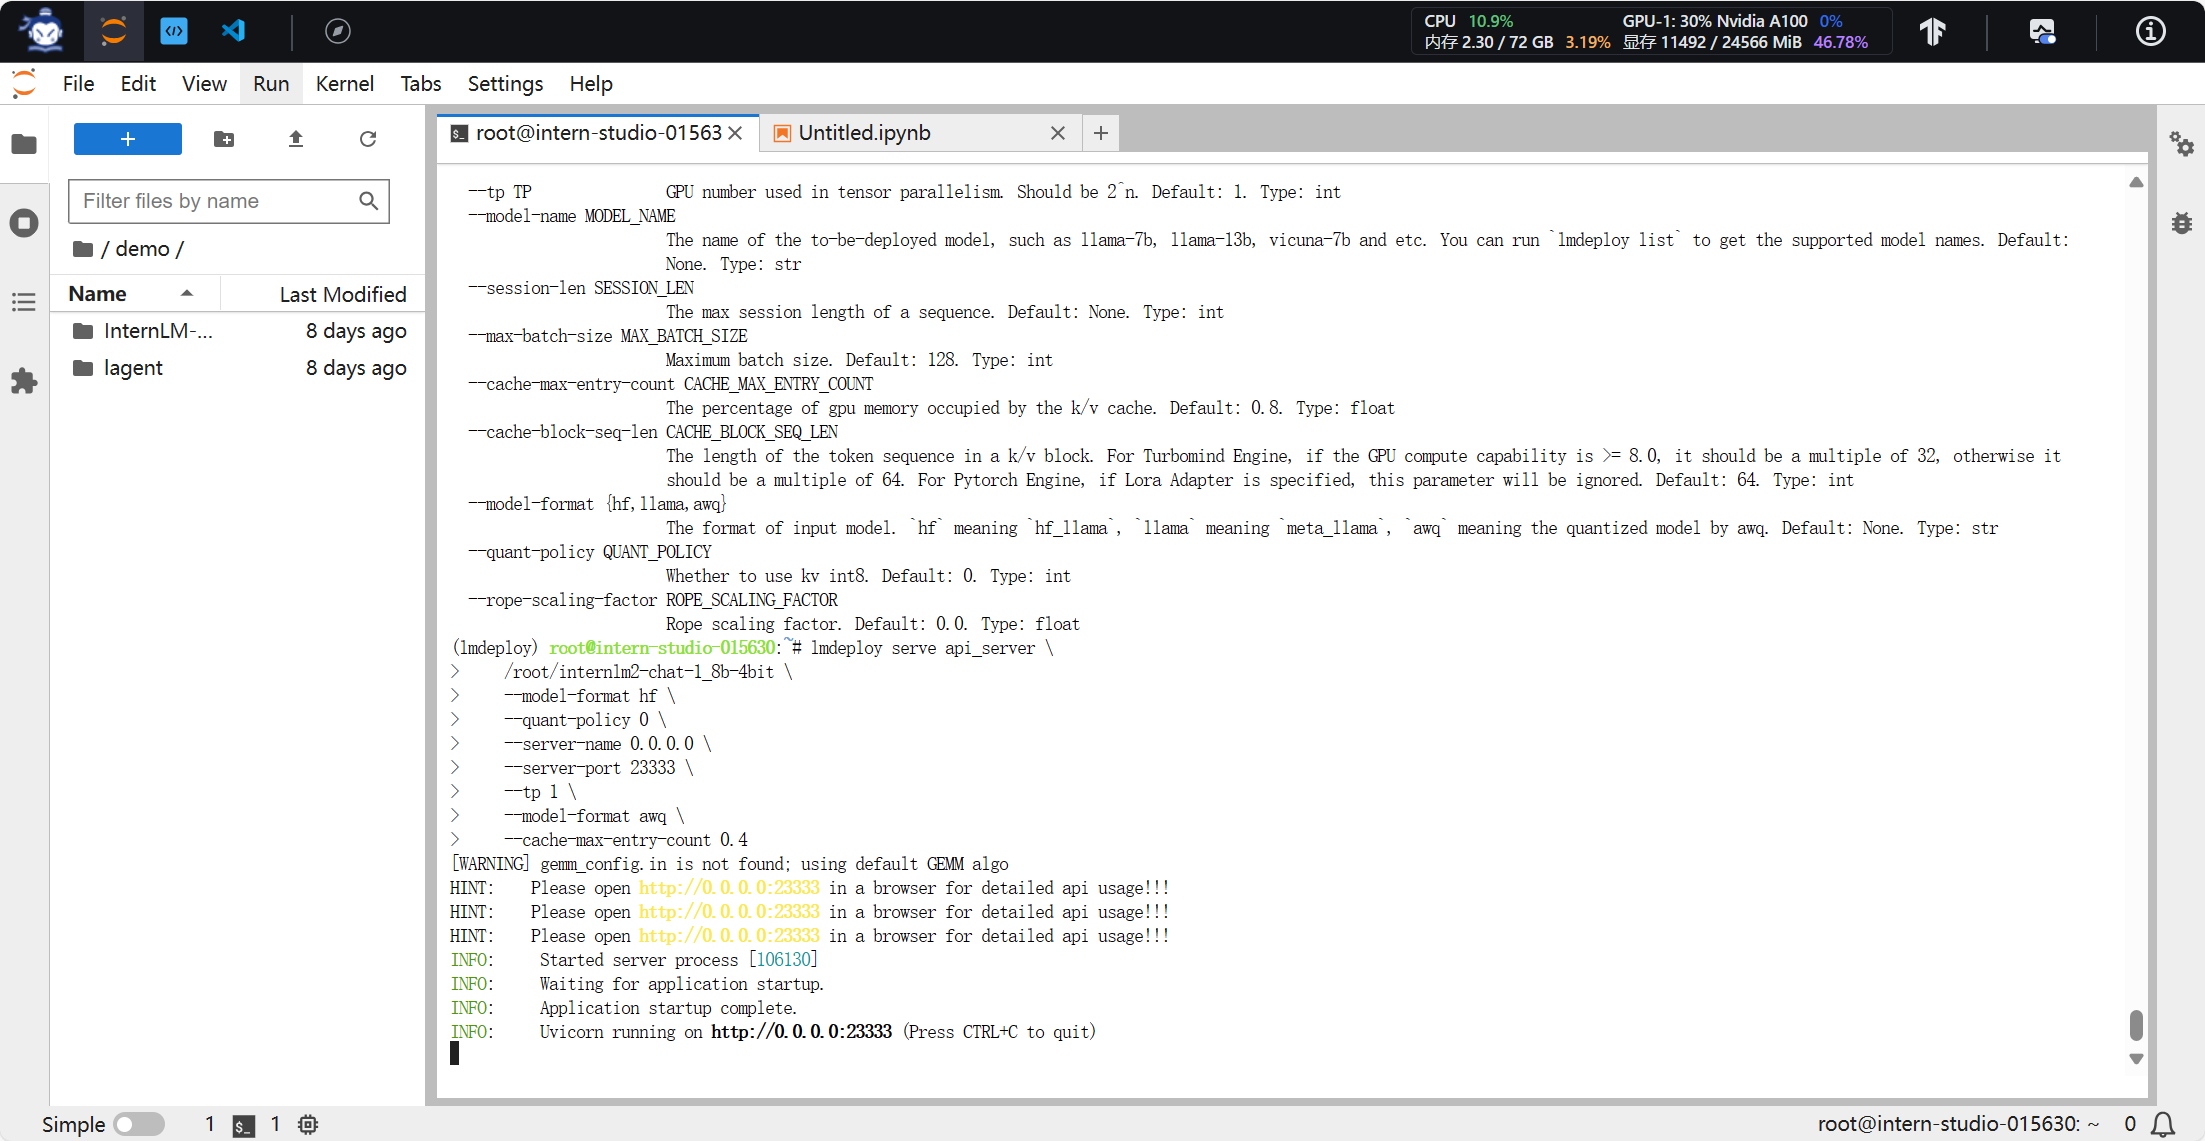 CPU 10.9% GPU-1: 30% Nvidia A100 0%
内存 2.30 / 72 GB 3.19% 显存 11492 / 24566 MiB 46.78%
File Edit View Run Kernel Tabs Settings Help
+
root@intern-studio-01563 Untitled.ipynb
Filter files by name
/ demo /
Name Last Modified
InternLM-... 8 days ago
lagent 8 days ago
--tp TP GPU number used in tensor parallelism. Should be 2^n. Default: 1. Type: int
--model-name MODEL_NAME
The name of the to-be-deployed model, such as llama-7b, llama-13b, vicuna-7b and etc. You can run `lmdeploy list` to get the supported model names. Default:
None. Type: str
--session-len SESSION_LEN
The max session length of a sequence. Default: None. Type: int
--max-batch-size MAX_BATCH_SIZE
Maximum batch size. Default: 128. Type: int
--cache-max-entry-count CACHE_MAX_ENTRY_COUNT
The percentage of gpu memory occupied by the k/v cache. Default: 0.8. Type: float
--cache-block-seq-len CACHE_BLOCK_SEQ_LEN
The length of the token sequence in a k/v block. For Turbomind Engine, if the GPU compute capability is >= 8.0, it should be a multiple of 32, otherwise it
should be a multiple of 64. For Pytorch Engine, if Lora Adapter is specified, this parameter will be ignored. Default: 64. Type: int
--model-format {hf,llama,awq}
The format of input model. `hf` meaning `hf_llama`, `llama` meaning `meta_llama`, `awq` meaning the quantized model by awq. Default: None. Type: str
--quant-policy QUANT_POLICY
Whether to use kv int8. Default: 0. Type: int
--rope-scaling-factor ROPE_SCALING_FACTOR
Rope scaling factor. Default: 0.0. Type: float
(lmdeploy) root@intern-studio-015630:~# lmdeploy serve api_server \
> /root/internlm2-chat-1_8b-4bit \
> --model-format hf \
> --quant-policy 0 \
> --server-name 0.0.0.0 \
> --server-port 23333 \
> --tp 1 \
> --model-format awq \
> --cache-max-entry-count 0.4
[WARNING] gemm_config.in is not found; using default GEMM algo
HINT: Please open http://0.0.0.0:23333 in a browser for detailed api usage!!!
HINT: Please open http://0.0.0.0:23333 in a browser for detailed api usage!!!
HINT: Please open http://0.0.0.0:23333 in a browser for detailed api usage!!!
INFO: Started server process [106130]
INFO: Waiting for application startup.
INFO: Application startup complete.
INFO: Uvicorn running on http://0.0.0.0:23333 (Press CTRL+C to quit)
Simple 1 1 root@intern-studio-015630: ~ 0